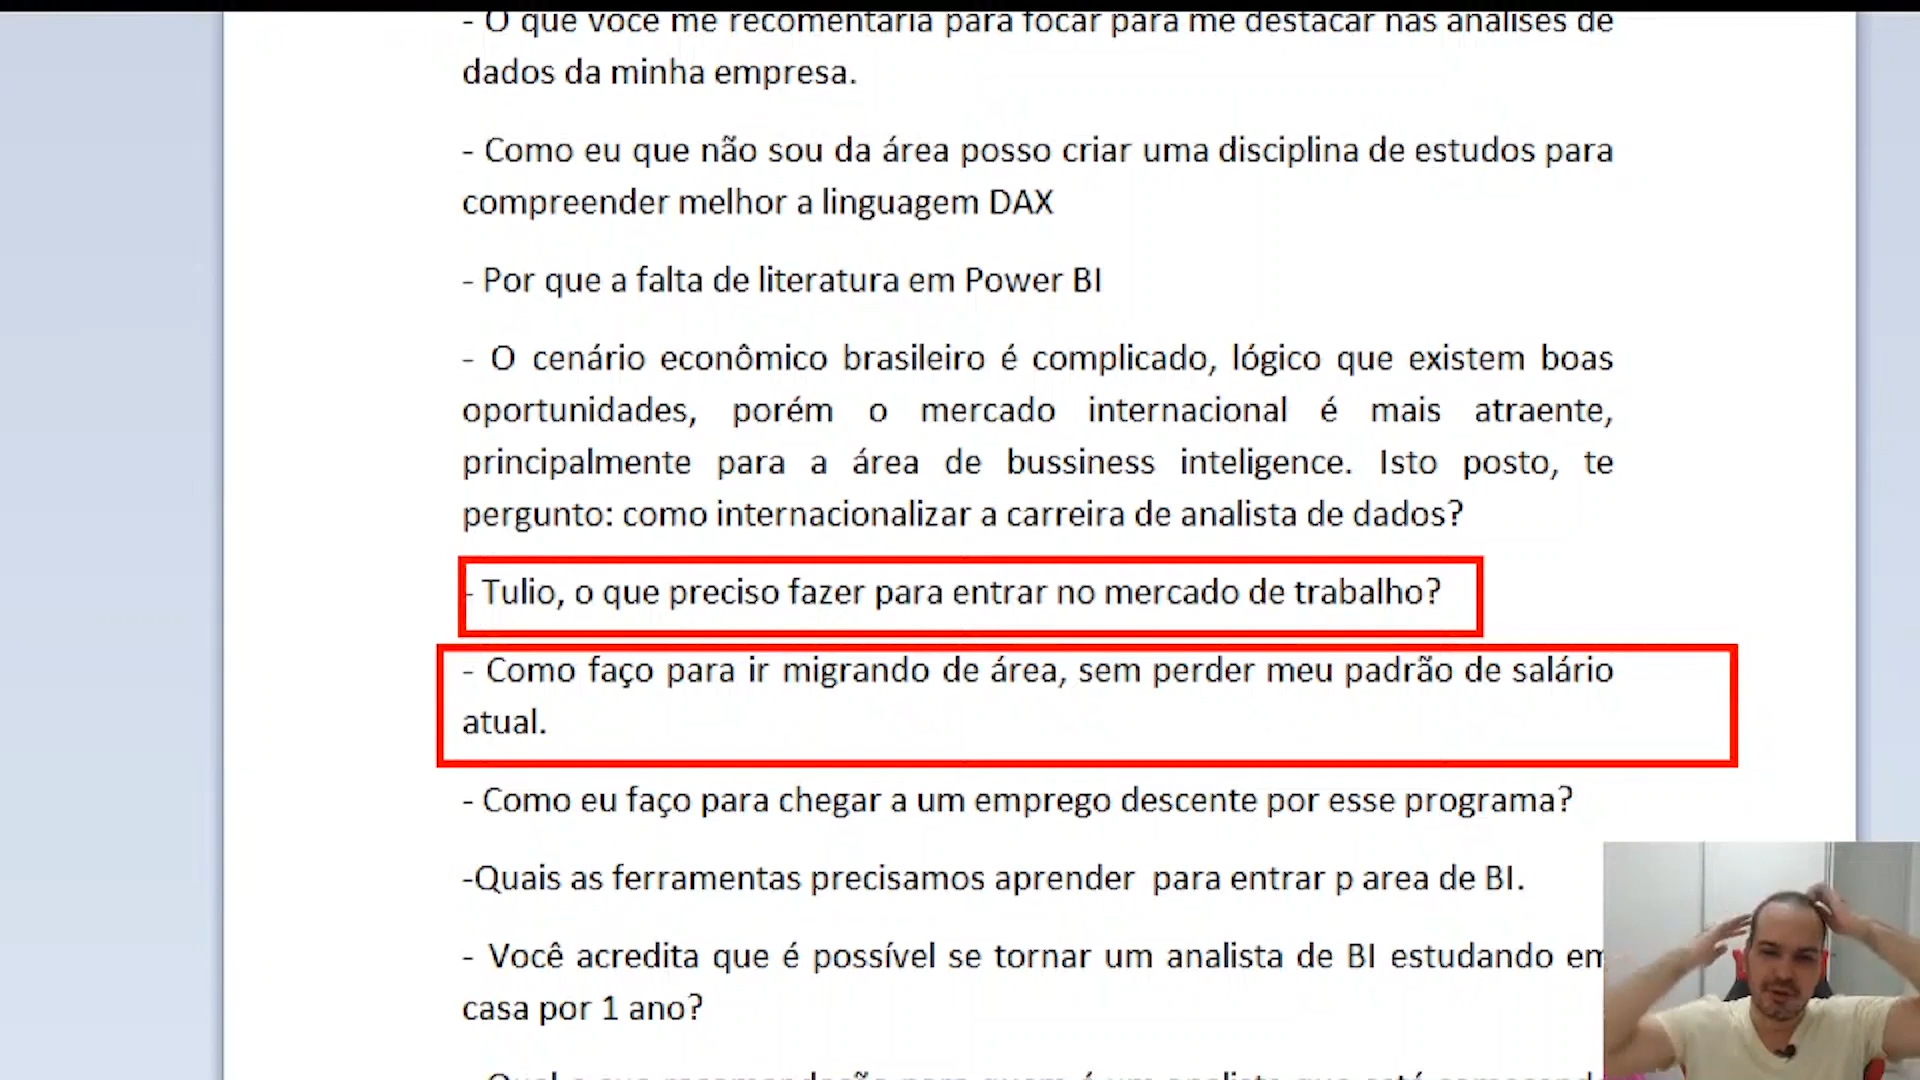 - O que você me recomentaria para focar para me destacar nas análises de
dados da minha empresa.
- Como eu que não sou da área posso criar uma disciplina de estudos para
compreender melhor a linguagem DAX
- Por que a falta de literatura em Power BI
- O cenário econômico brasileiro é complicado, lógico que existem boas
oportunidades, porém o mercado internacional é mais atraente,
principalmente para a área de bussiness inteligence. Isto posto, te
pergunto: como internacionalizar a carreira de analista de dados?
- Tulio, o que preciso fazer para entrar no mercado de trabalho?
- Como faço para ir migrando de área, sem perder meu padrão de salário
atual.
- Como eu faço para chegar a um emprego descente por esse programa?
-Quais as ferramentas precisamos aprender  para entrar p area de BI.
- Você acredita que é possível se tornar um analista de BI estudando em
casa por 1 ano?